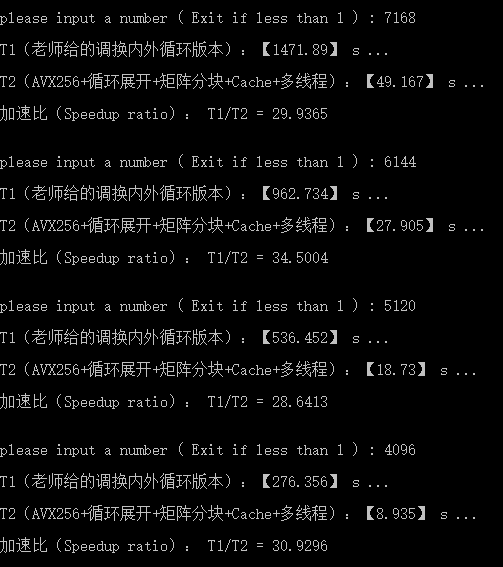 please input a number ( Exit if less than 1 ) : 7168
T1（老师给的调换内外循环版本）：【1471.89】 s ...
T2（AVX256+循环展开+矩阵分块+Cache+多线程）：【49.167】 s ...
加速比（Speedup ratio）： T1/T2 = 29.9365
please input a number ( Exit if less than 1 ) : 6144
T1（老师给的调换内外循环版本）：【962.734】 s ...
T2（AVX256+循环展开+矩阵分块+Cache+多线程）：【27.905】 s ...
加速比（Speedup ratio）： T1/T2 = 34.5004
please input a number ( Exit if less than 1 ) : 5120
T1（老师给的调换内外循环版本）：【536.452】 s ...
T2（AVX256+循环展开+矩阵分块+Cache+多线程）：【18.73】 s ...
加速比（Speedup ratio）： T1/T2 = 28.6413
please input a number ( Exit if less than 1 ) : 4096
T1（老师给的调换内外循环版本）：【276.356】 s ...
T2（AVX256+循环展开+矩阵分块+Cache+多线程）：【8.935】 s ...
加速比（Speedup ratio）： T1/T2 = 30.9296